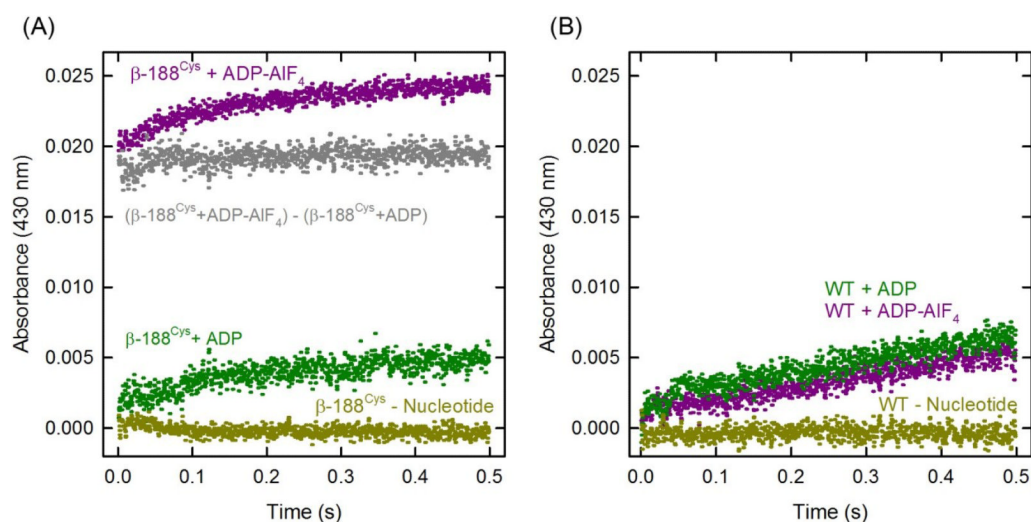 (A)
(B)
0.025
0.020
0.015
0.010
0.005
0.000
Absorbance (430 nm)
β-188Cys + ADP-AlF4
(β-188Cys+ADP-AlF4) - (β-188Cys+ADP)
β-188Cys+ ADP
β-188Cys - Nucleotide
0.0 0.1 0.2 0.3 0.4 0.5
Time (s)
0.025
0.020
0.015
0.010
0.005
0.000
Absorbance (430 nm)
WT + ADP
WT + ADP-AlF4
WT - Nucleotide
0.0 0.1 0.2 0.3 0.4 0.5
Time (s)